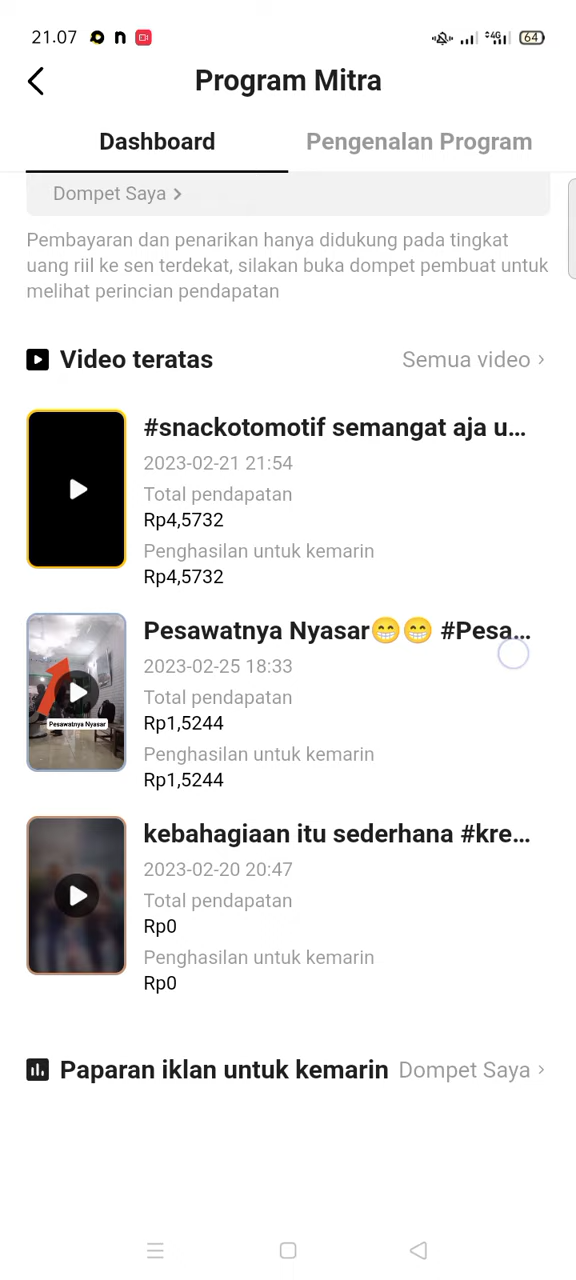 21.07
4G
64
Program Mitra
Dashboard
Pengenalan Program
Dompet Saya >
Pembayaran dan penarikan hanya didukung pada tingkat
uang riil ke sen terdekat, silakan buka dompet pembuat untuk
melihat perincian pendapatan
Video teratas
Semua video >
#snackotomotif semangat aja u...
2023-02-21 21:54
Total pendapatan
Rp4,5732
Penghasilan untuk kemarin
Rp4,5732
Pesawatnya Nyasar😁😁 #Pesa...
2023-02-25 18:33
Total pendapatan
Rp1,5244
Penghasilan untuk kemarin
Rp1,5244
Pesawatnya Nyasar
kebahagiaan itu sederhana #kre...
2023-02-20 20:47
Total pendapatan
Rp0
Penghasilan untuk kemarin
Rp0
Paparan iklan untuk kemarin
Dompet Saya >